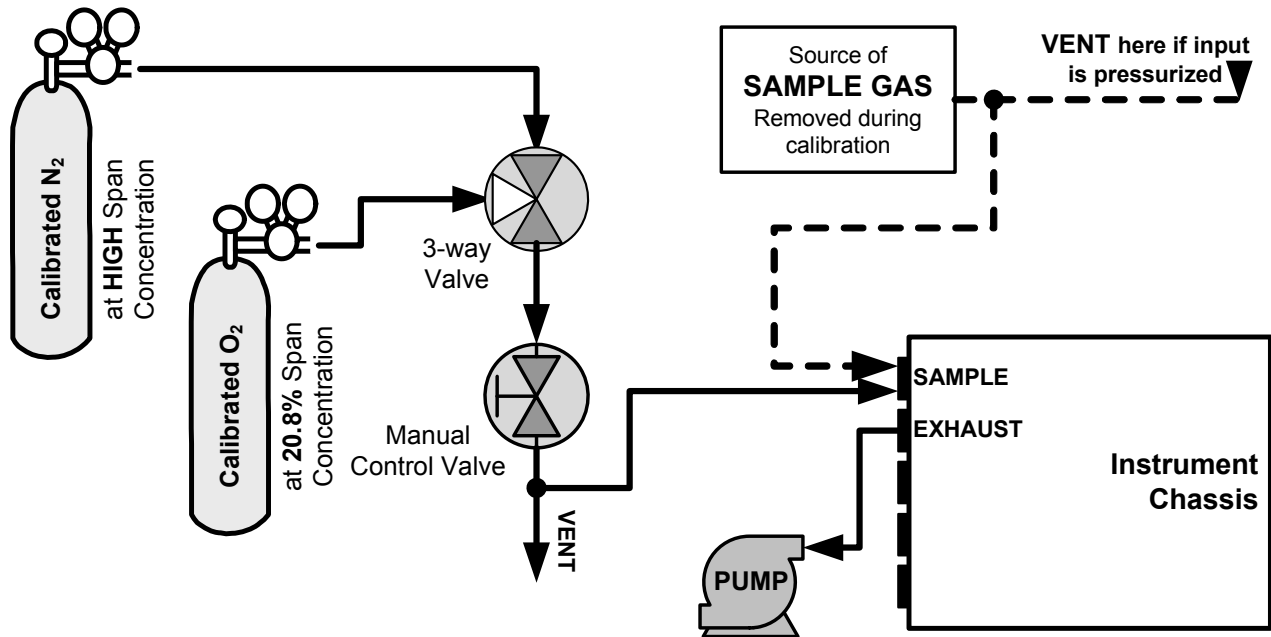 Source of
SAMPLE GAS
Removed during
calibration
VENT here if input
is pressurized
Calibrated N₂
at HIGH Span
Concentration
Calibrated O₂
at 20.8% Span
Concentration
3-way
Valve
Manual
Control Valve
VENT
SAMPLE
EXHAUST
Instrument
Chassis
PUMP